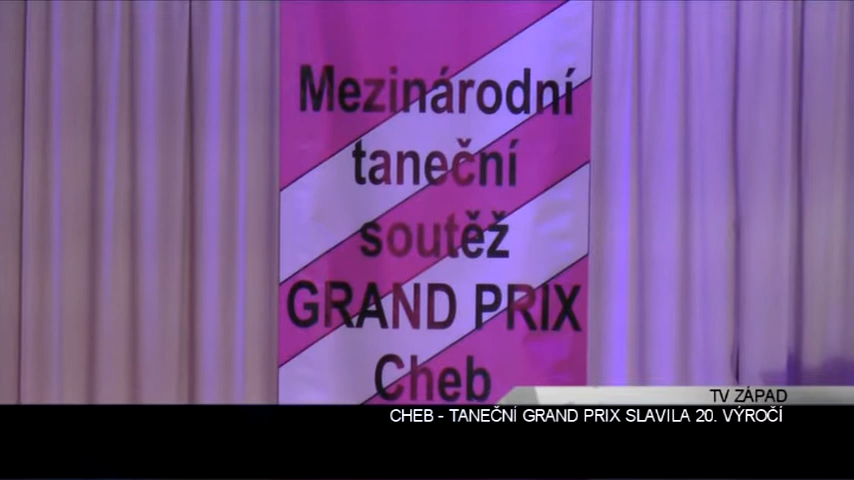 Mezinárodní
taneční
soutěž
GRAND PRIX
Cheb
TV ZÁPAD
CHEB - TANEČNÍ GRAND PRIX SLAVILA 20. VÝROČÍ